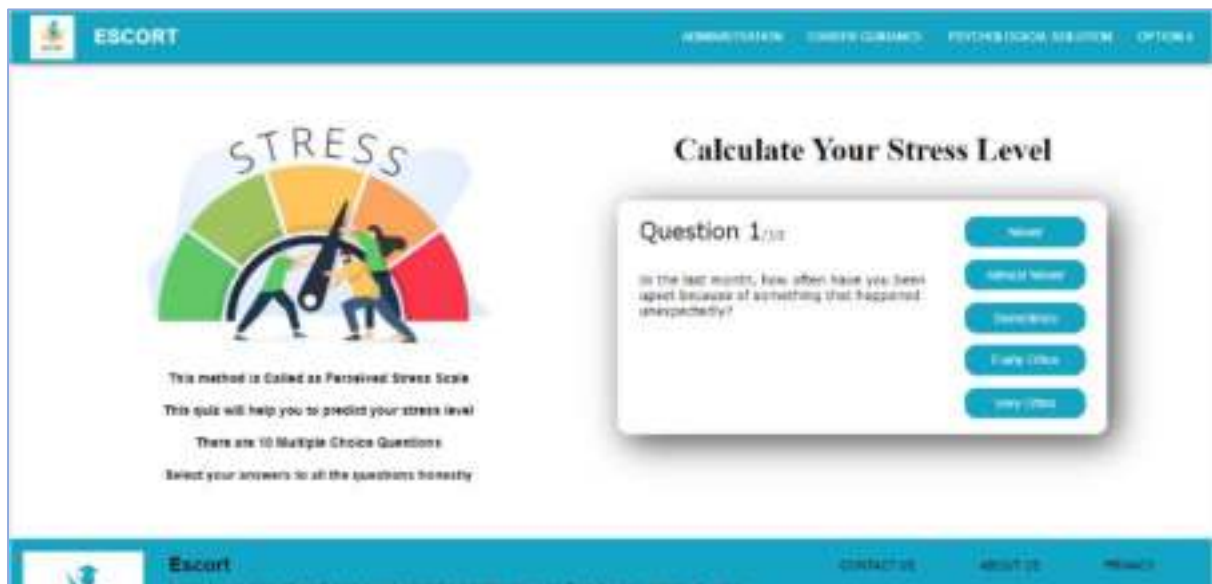 ESCORT
ADMINISTRATION CAREER GUIDANCE PSYCHOLOGICAL SOLUTION OPTION 4
STRESS
Calculate Your Stress Level
Question 1/10
In the last month, how often have you been
upset because of something that happened
unexpectedly?
Never
Almost Never
Sometimes
Fairly Often
Very Often
This method is Called as Perceived Stress Scale
This quiz will help you to predict your stress level
There are 10 Multiple Choice Questions
Select your answers to all the questions honestly
Escort
CONTACT US ABOUT US PRIVACY